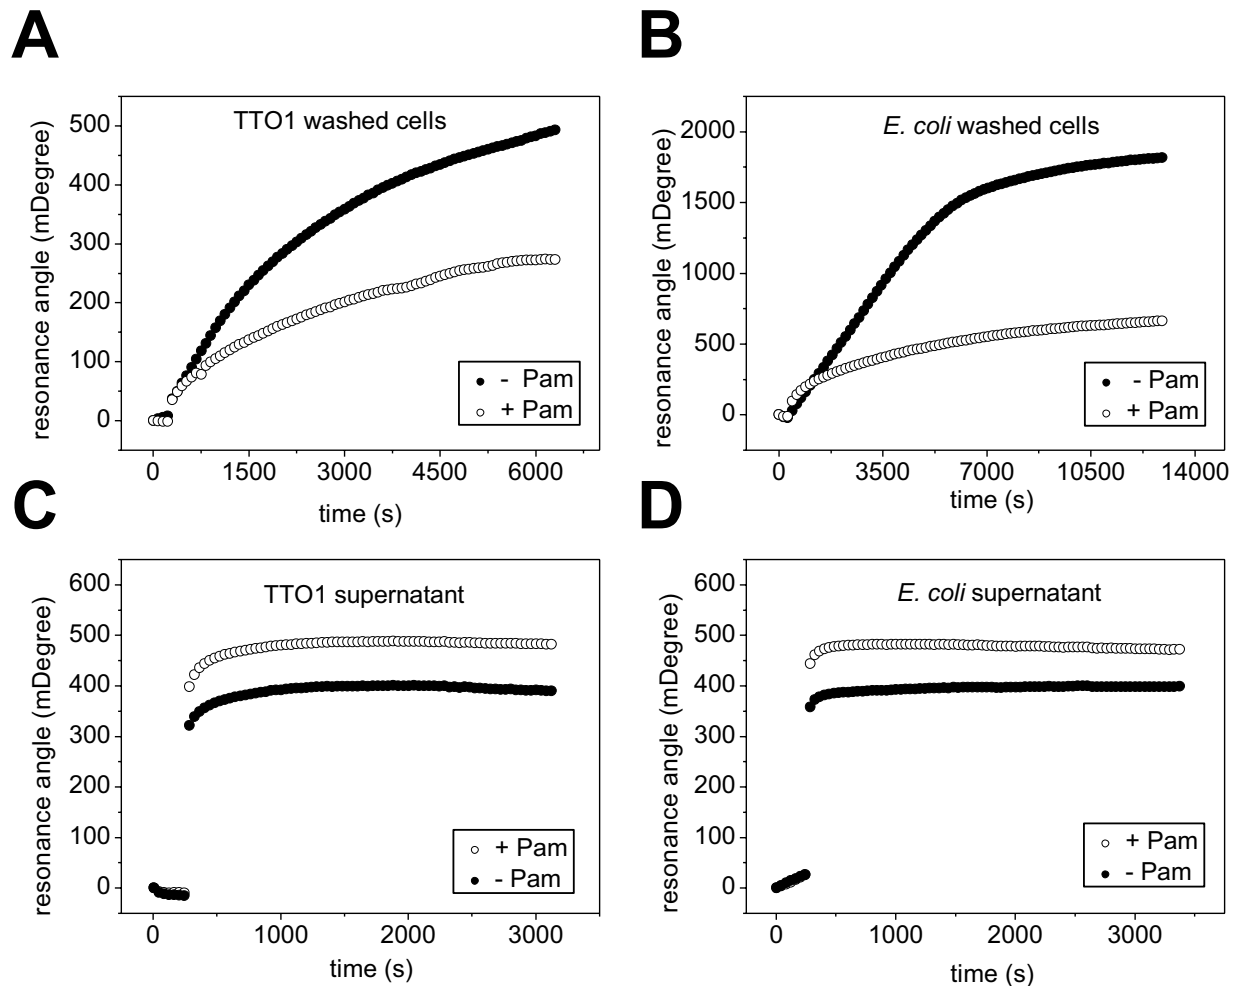 A
TTO1 washed cells
resonance angle (mDegree)
500
400
300
200
100
0
- Pam
+ Pam
0 1500 3000 4500 6000
time (s)
B
E. coli washed cells
resonance angle (mDegree)
2000
1500
1000
500
0
- Pam
+ Pam
0 3500 7000 10500 14000
time (s)
C
TTO1 supernatant
resonance angle (mDegree)
600
500
400
300
200
100
0
+ Pam
- Pam
0 1000 2000 3000
time (s)
D
E. coli supernatant
resonance angle (mDegree)
600
500
400
300
200
100
0
+ Pam
- Pam
0 1000 2000 3000
time (s)